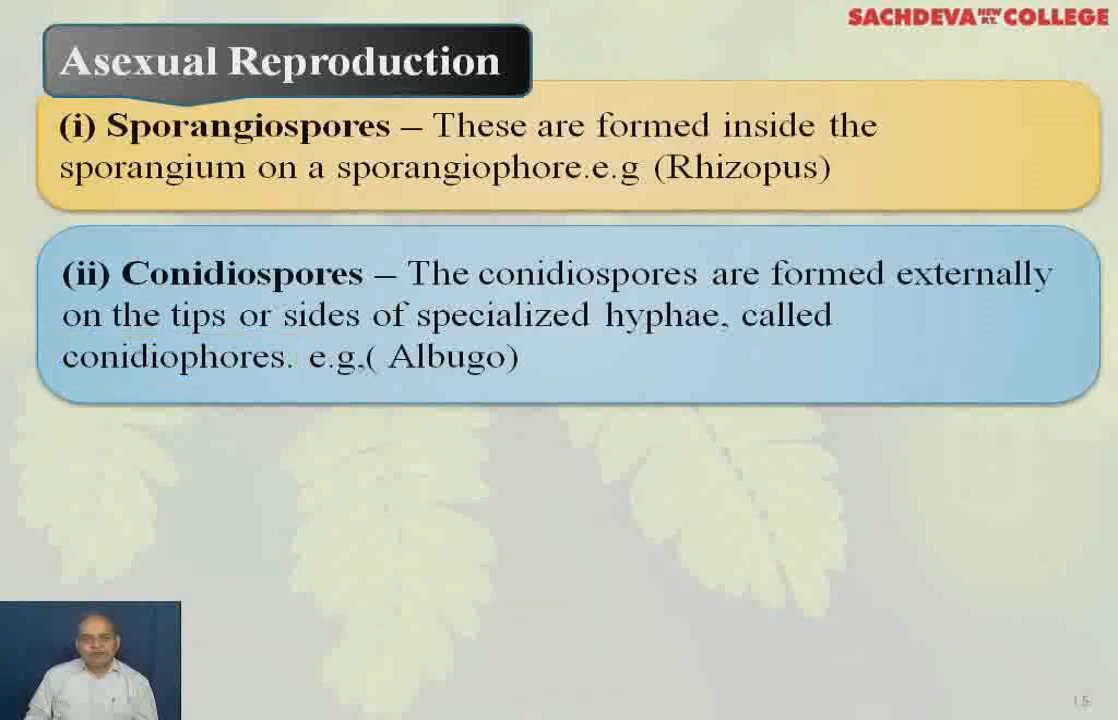 SACHDEVA NEW P.T. COLLEGE
Asexual Reproduction
(i) Sporangiospores – These are formed inside the
sporangium on a sporangiophore.e.g (Rhizopus)
(ii) Conidiospores – The conidiospores are formed externally
on the tips or sides of specialized hyphae, called
conidiophores. e.g,( Albugo)
15